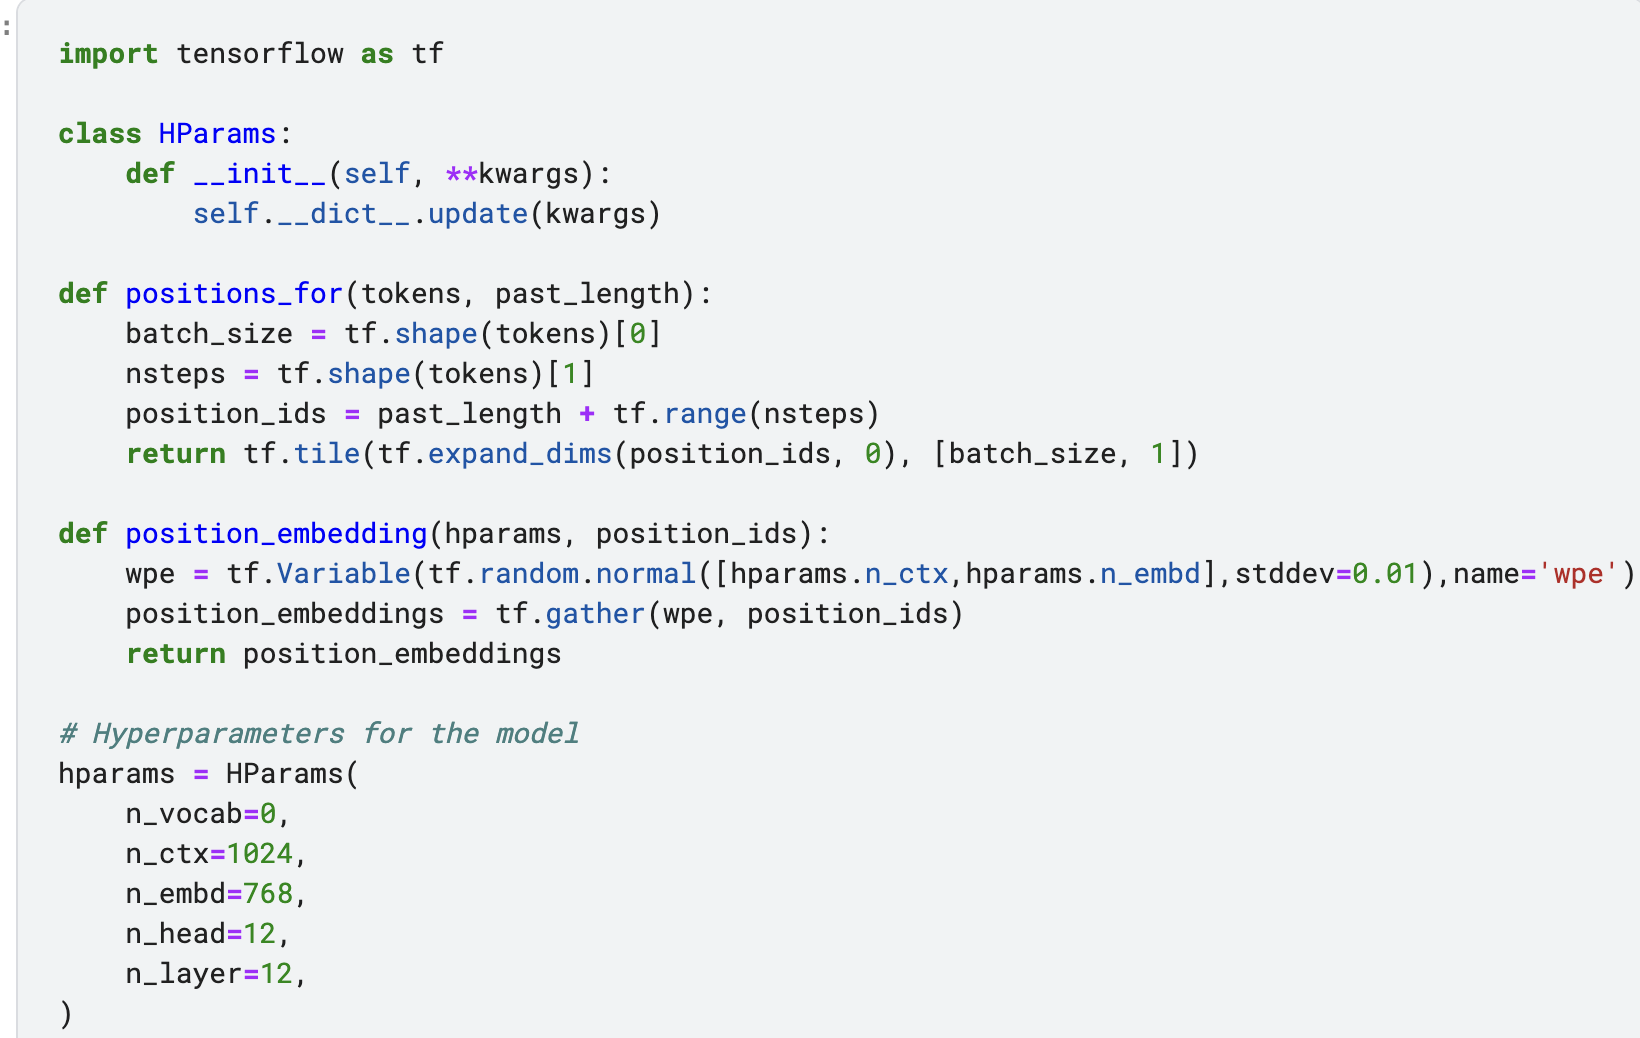 :
import tensorflow as tf
class HParams:
    def __init__(self, **kwargs):
        self.__dict__.update(kwargs)
def positions_for(tokens, past_length):
    batch_size = tf.shape(tokens)[0]
    nsteps = tf.shape(tokens)[1]
    position_ids = past_length + tf.range(nsteps)
    return tf.tile(tf.expand_dims(position_ids, 0), [batch_size, 1])
def position_embedding(hparams, position_ids):
    wpe = tf.Variable(tf.random.normal([hparams.n_ctx,hparams.n_embd],stddev=0.01),name='wpe')
    position_embeddings = tf.gather(wpe, position_ids)
    return position_embeddings
# Hyperparameters for the model
hparams = HParams(
    n_vocab=0,
    n_ctx=1024,
    n_embd=768,
    n_head=12,
    n_layer=12,
)